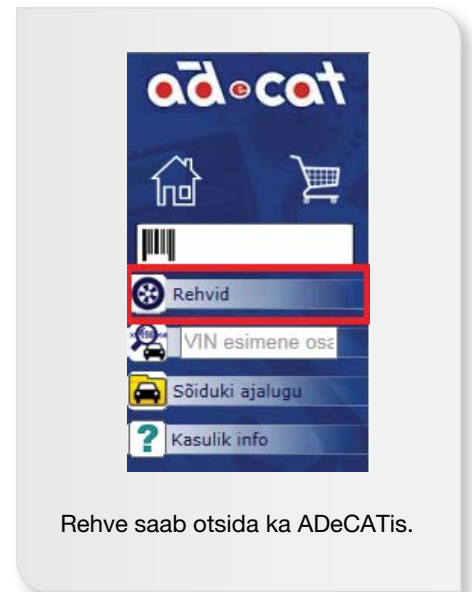 ad e cat
Rehvid
VIN esimene osa
Sõiduki ajalugu
? Kasulik info
Rehve saab otsida ka ADeCATis.